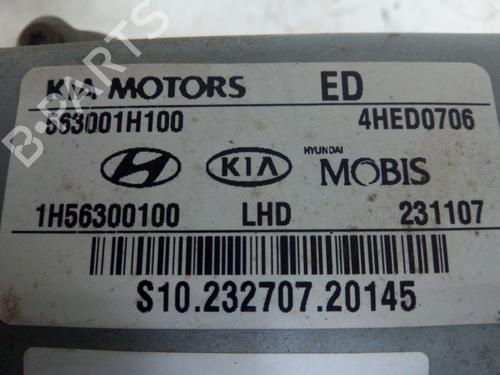 KIA MOTORS ED
563001H100 4HED0706
KIA HYUNDAI MOBIS
1H56300100 LHD 231107
S10.232707.20145
B-PARTS